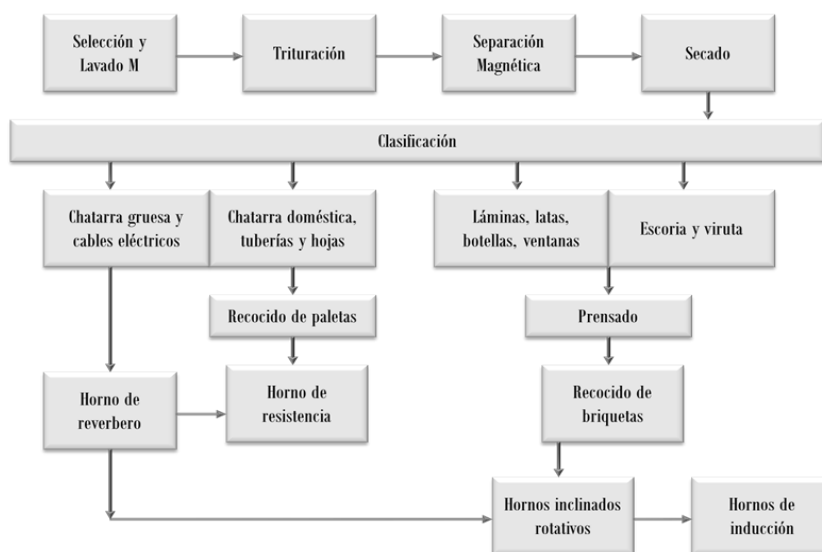 Selección y
Lavado M
Trituración
Separación
Magnética
Secado
Clasificación
Chatarra gruesa y
cables eléctricos
Chatarra doméstica,
tuberías y hojas
Láminas, latas,
botellas, ventanas
Escoria y viruta
Recocido de paletas
Prensado
Horno de
reverbero
Horno de
resistencia
Recocido de
briquetas
Hornos inclinados
rotativos
Hornos de
inducción